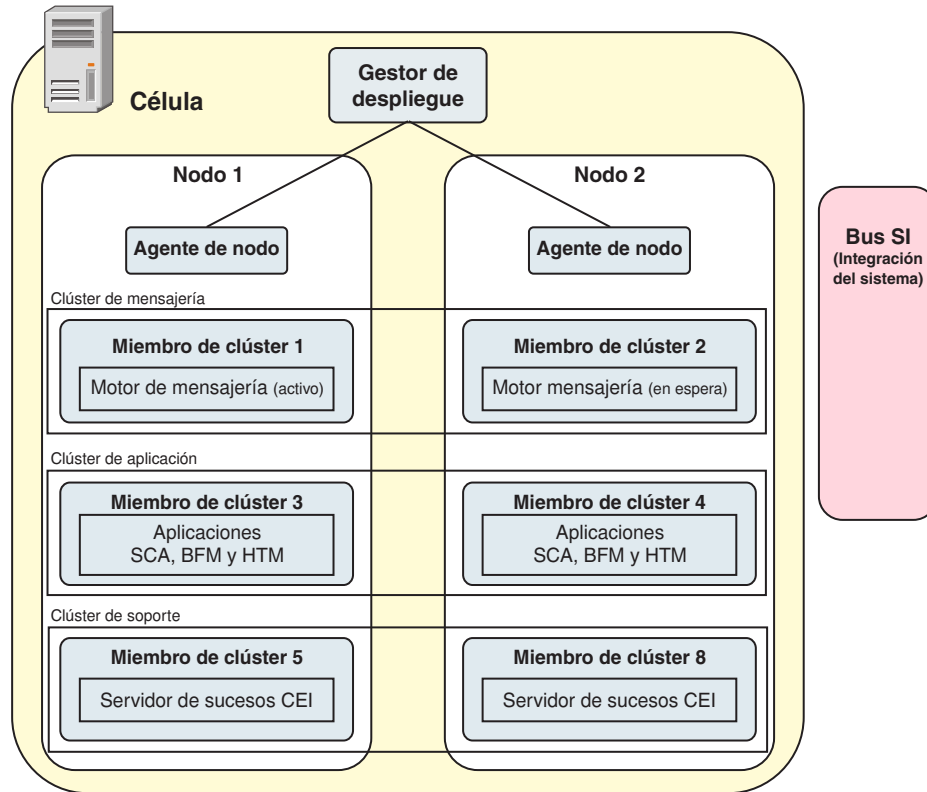 Célula
Gestor de
despliegue
Nodo 1
Nodo 2
Agente de nodo
Agente de nodo
Bus SI
(Integración
del sistema)
Clúster de mensajería
Miembro de clúster 1
Motor de mensajería (activo)
Miembro de clúster 2
Motor mensajería (en espera)
Clúster de aplicación
Miembro de clúster 3
Aplicaciones
SCA, BFM y HTM
Miembro de clúster 4
Aplicaciones
SCA, BFM y HTM
Clúster de soporte
Miembro de clúster 5
Servidor de sucesos CEI
Miembro de clúster 8
Servidor de sucesos CEI